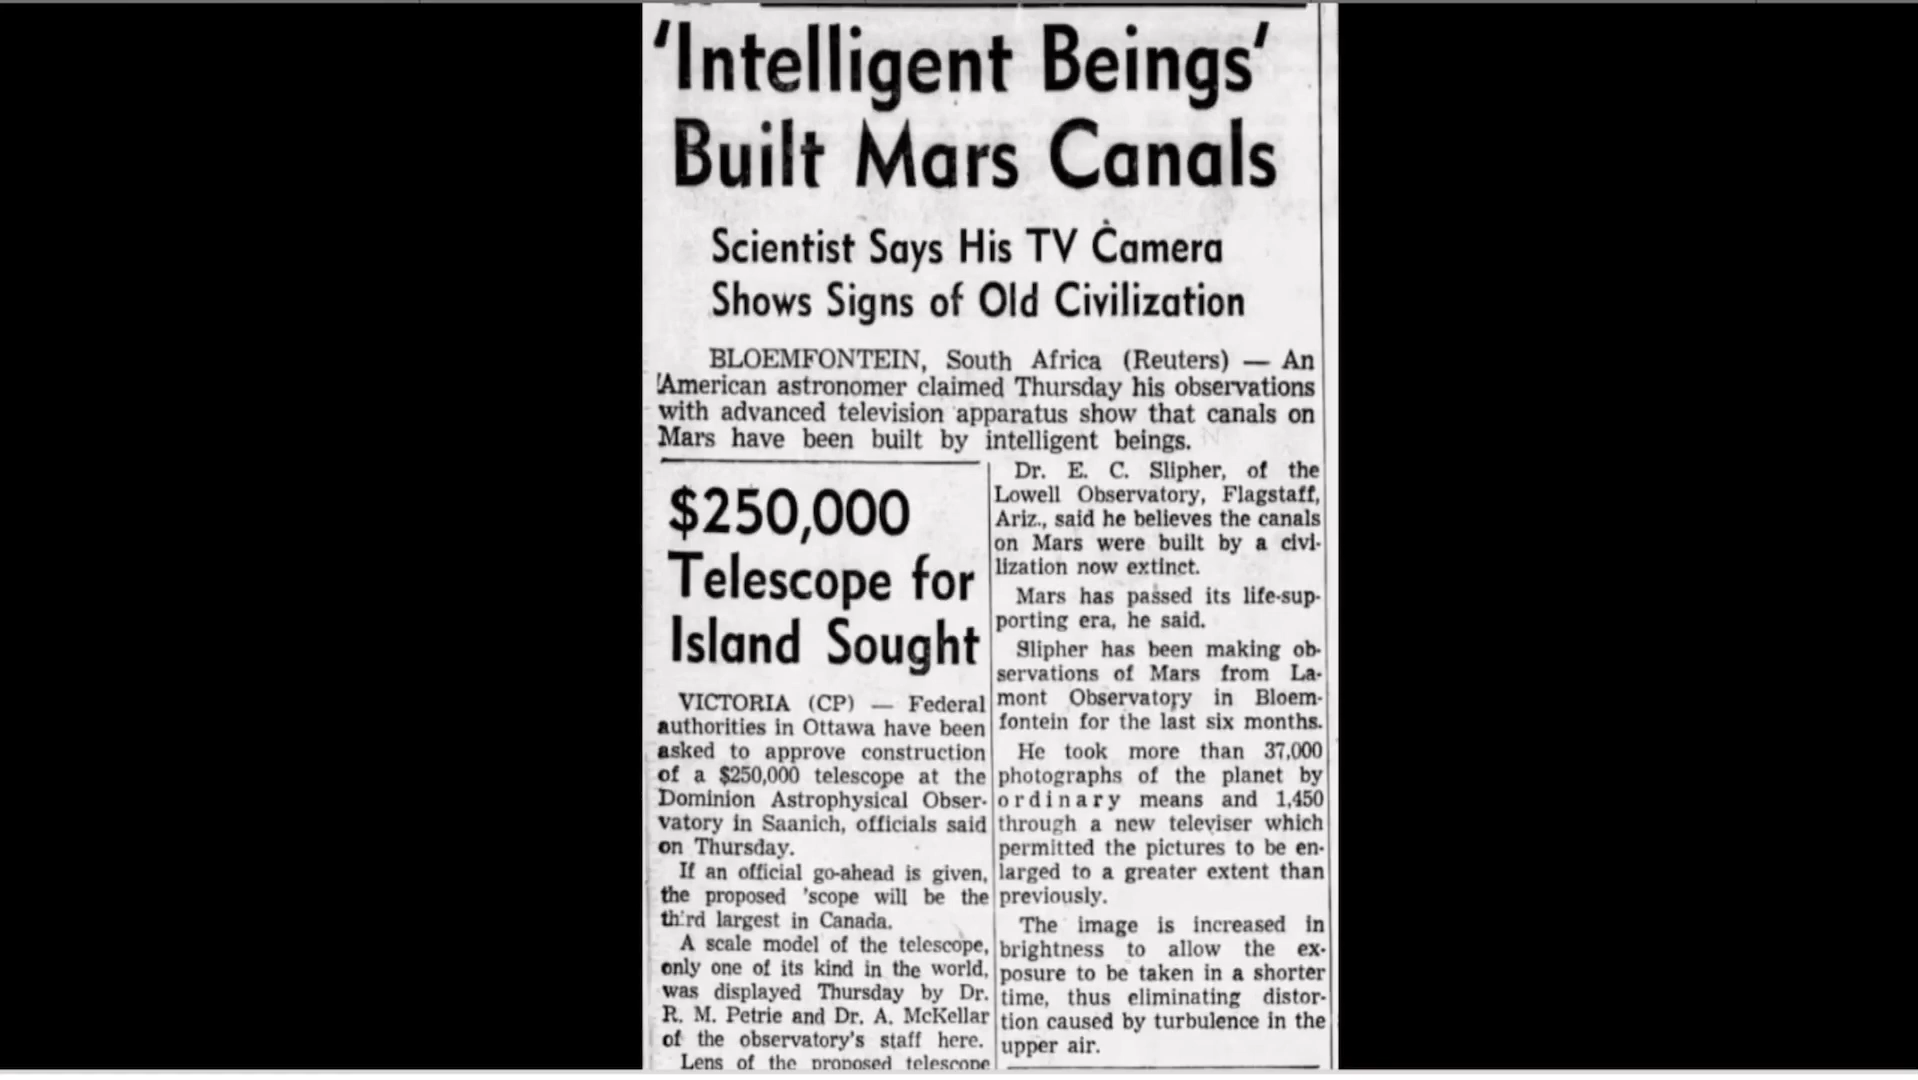 'Intelligent Beings'
Built Mars Canals
Scientist Says His TV Camera
Shows Signs of Old Civilization
BLOEMFONTEIN, South Africa (Reuters) — An
American astronomer claimed Thursday his observations
with advanced television apparatus show that canals on
Mars have been built by intelligent beings.
Dr. E. C. Slipher, of the
Lowell Observatory, Flagstaff,
Ariz., said he believes the canals
on Mars were built by a civi-
lization now extinct.
Mars has passed its life-sup-
porting era, he said.
Slipher has been making ob-
servations of Mars from La-
mont Observatory in Bloem-
fontein for the last six months.
He took more than 37,000
photographs of the planet by
ordinary means and 1,450
through a new televiser which
permitted the pictures to be en-
larged to a greater extent than
previously.
The image is increased in
brightness to allow the ex-
posure to be taken in a shorter
time, thus eliminating distor-
tion caused by turbulence in the
upper air.
$250,000
Telescope for
Island Sought
VICTORIA (CP) — Federal
authorities in Ottawa have been
asked to approve construction
of a $250,000 telescope at the
Dominion Astrophysical Obser-
vatory in Saanich, officials said
on Thursday.
If an official go-ahead is given,
the proposed 'scope will be the
third largest in Canada.
A scale model of the telescope,
only one of its kind in the world,
was displayed Thursday by Dr.
R. M. Petrie and Dr. A. McKellar
of the observatory's staff here.
Lens of the proposed telescope